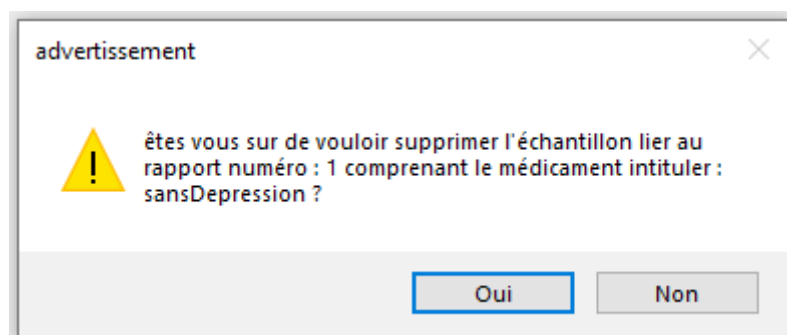 advertissement
êtes vous sur de vouloir supprimer l'échantillon lier au
rapport numéro : 1 comprenant le médicament intituler :
sansDepression ?
Oui
Non